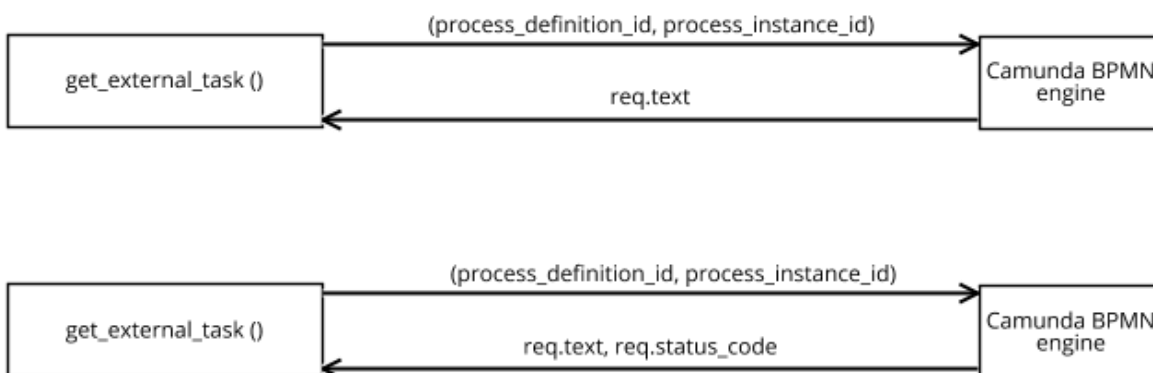 (process_definition_id, process_instance_id)
get_external_task ()
Camunda BPMN
engine
req.text
(process_definition_id, process_instance_id)
get_external_task ()
Camunda BPMN
engine
req.text, req.status_code